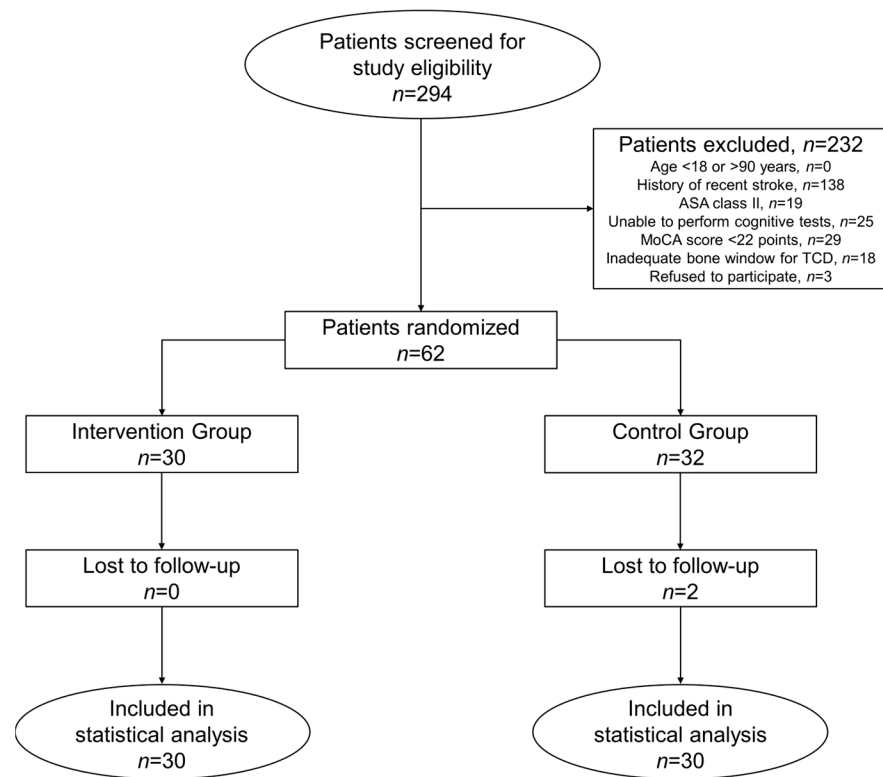 Patients screened for
study eligibility
n=294
Patients excluded, n=232
Age <18 or >90 years, n=0
History of recent stroke, n=138
ASA class II, n=19
Unable to perform cognitive tests, n=25
MoCA score <22 points, n=29
Inadequate bone window for TCD, n=18
Refused to participate, n=3
Patients randomized
n=62
Intervention Group
n=30
Control Group
n=32
Lost to follow-up
n=0
Lost to follow-up
n=2
Included in
statistical analysis
n=30
Included in
statistical analysis
n=30